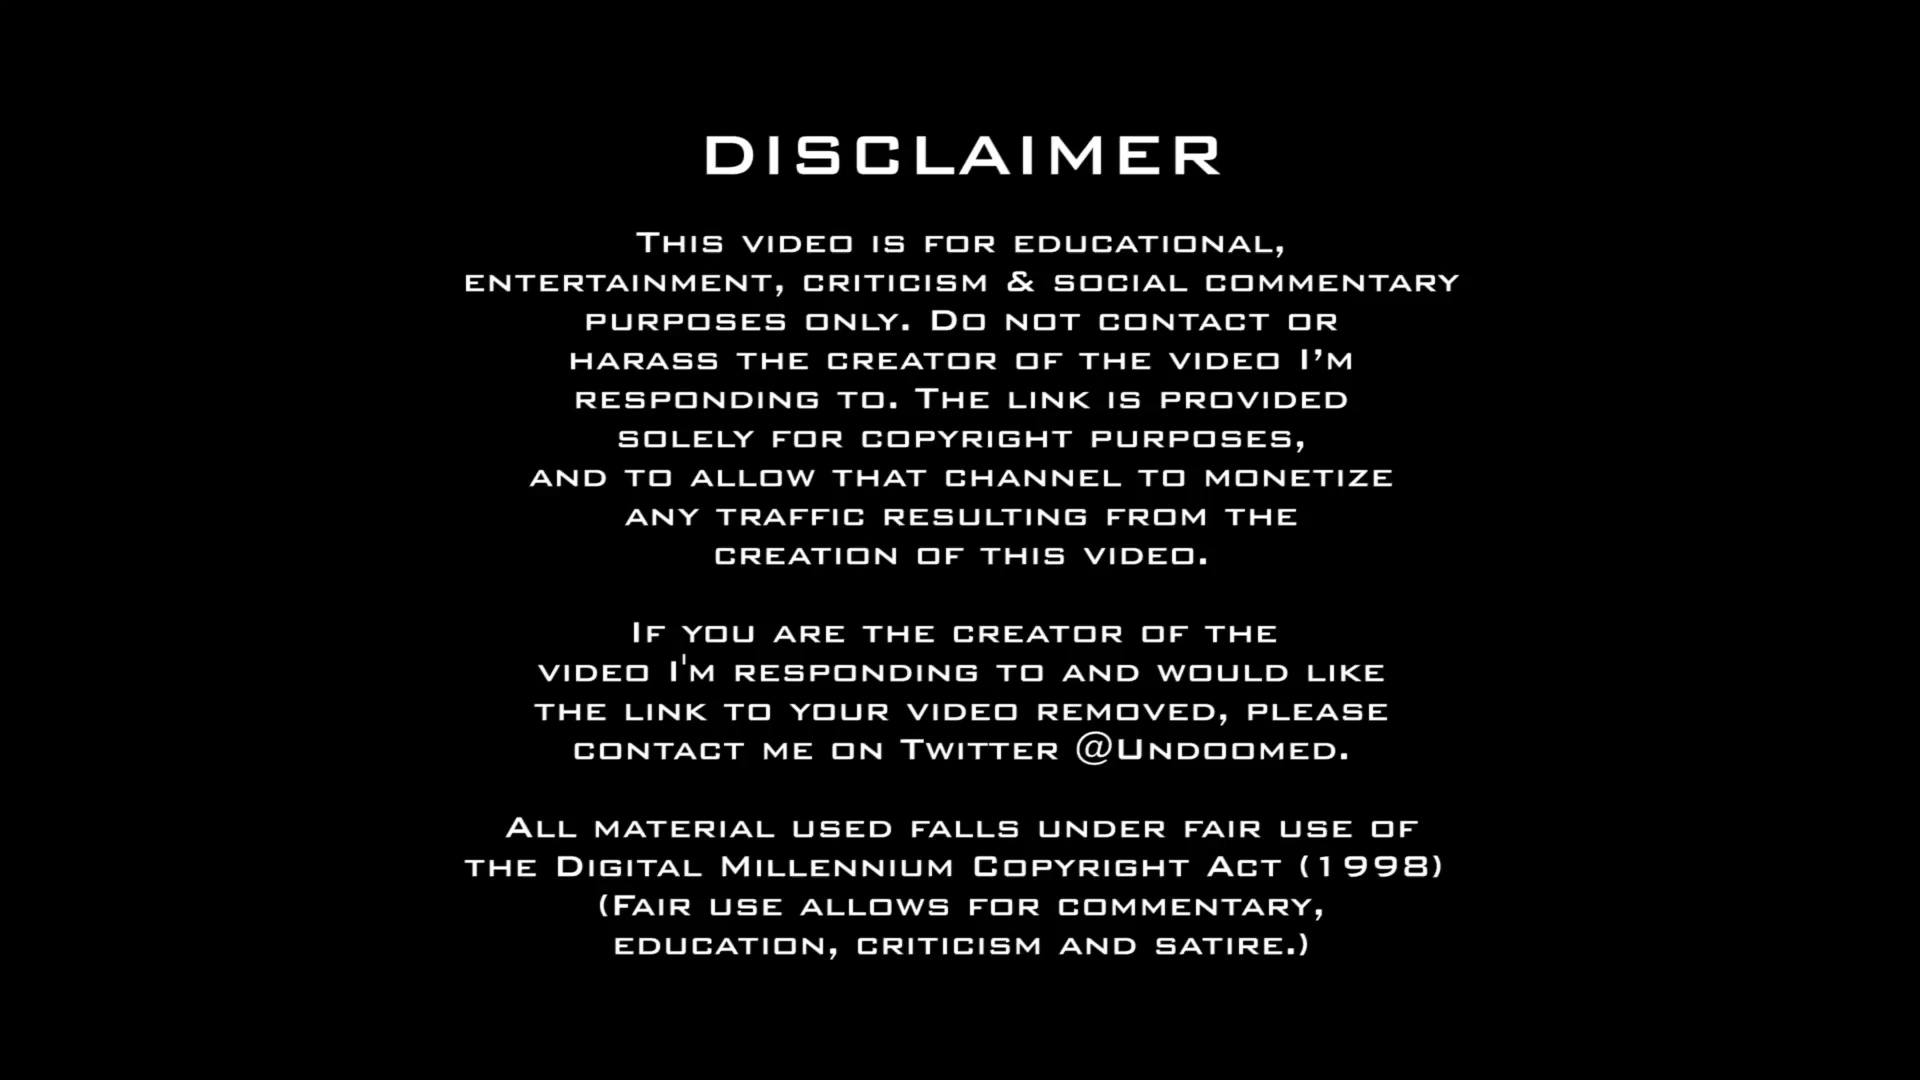 DISCLAIMER
This video is for educational,
entertainment, criticism & social commentary
purposes only. Do not contact or
harass the creator of the video I’m
responding to. The link is provided
solely for copyright purposes,
and to allow that channel to monetize
any traffic resulting from the
creation of this video.
If you are the creator of the
video I'm responding to and would like
the link to your video removed, please
contact me on Twitter @Undoomed.
All material used falls under fair use of
the Digital Millennium Copyright Act (1998)
(Fair use allows for commentary,
education, criticism and satire.)